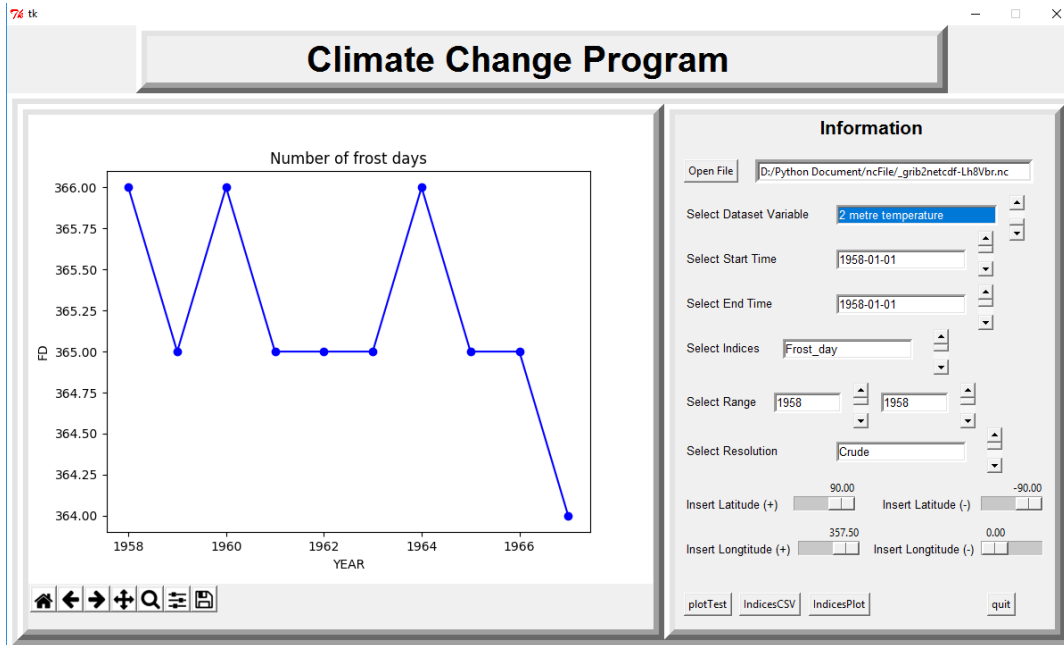 tk
Climate Change Program
Number of frost days
366.00
365.75
365.50
365.25
365.00
364.75
364.50
364.25
364.00
FD
1958 1960 1962 1964 1966
YEAR
Information
Open File D:/Python Document/ncFile/_grib2netcdf-Lh8Vbr.nc
Select Dataset Variable 2 metre temperature
Select Start Time 1958-01-01
Select End Time 1958-01-01
Select Indices Frost_day
Select Range 1958 1958
Select Resolution Crude
90.00 -90.00
Insert Latitude (+) Insert Latitude (-)
357.50 0.00
Insert Longtitude (+) Insert Longtitude (-)
plotTest IndicesCSV IndicesPlot quit